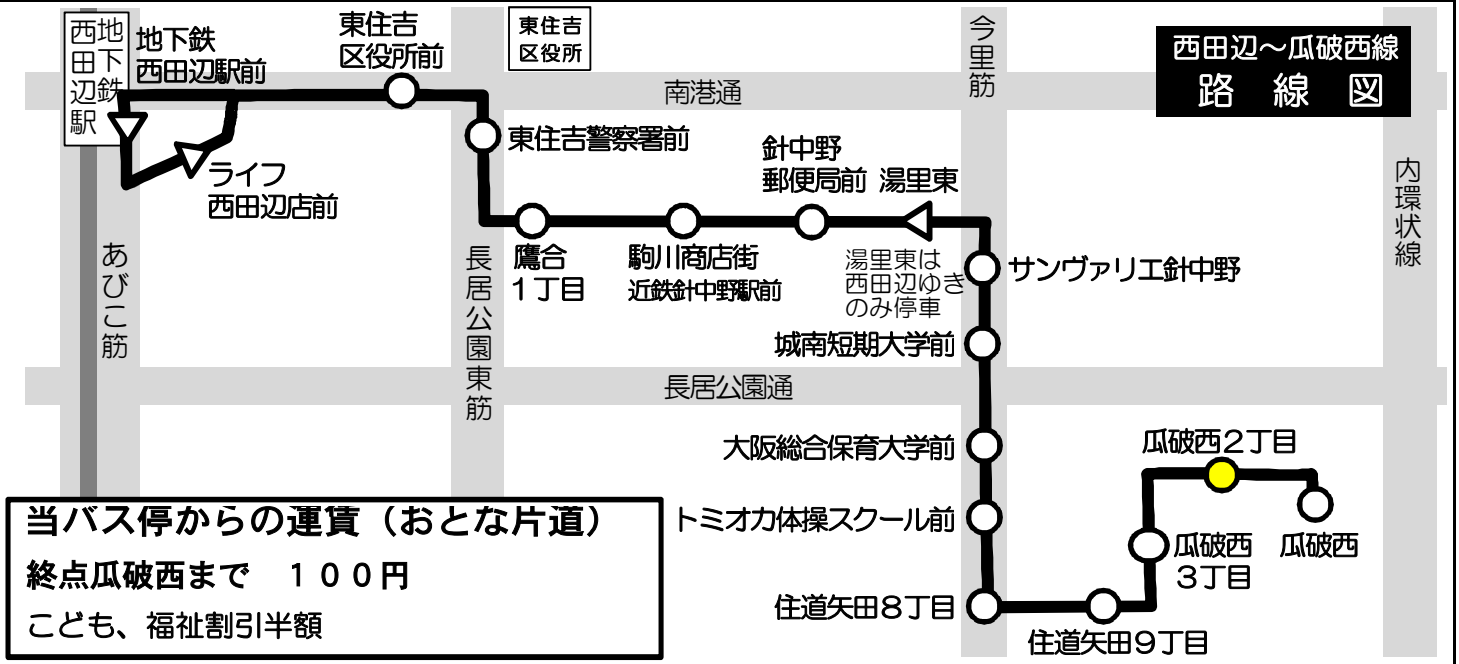 地下鉄
西田辺駅
地下鉄
西田辺駅前
東住吉
区役所前
東住吉
区役所
今里筋
西田辺～瓜破西線
路線図
南港通
東住吉警察署前
針中野
郵便局前
湯里東
ライフ
西田辺店前
内環状線
あびこ筋
長居公園東筋
鷹合
１丁目
駒川商店街
近鉄針中野駅前
湯里東は
西田辺ゆき
のみ停車
サンヴァリエ針中野
城南短期大学前
長居公園通
大阪総合保育大学前
瓜破西２丁目
トミオカ体操スクール前
瓜破西
３丁目
瓜破西
住道矢田８丁目
住道矢田９丁目
当バス停からの運賃（おとな片道）
終点瓜破西まで　１００円
こども、福祉割引半額